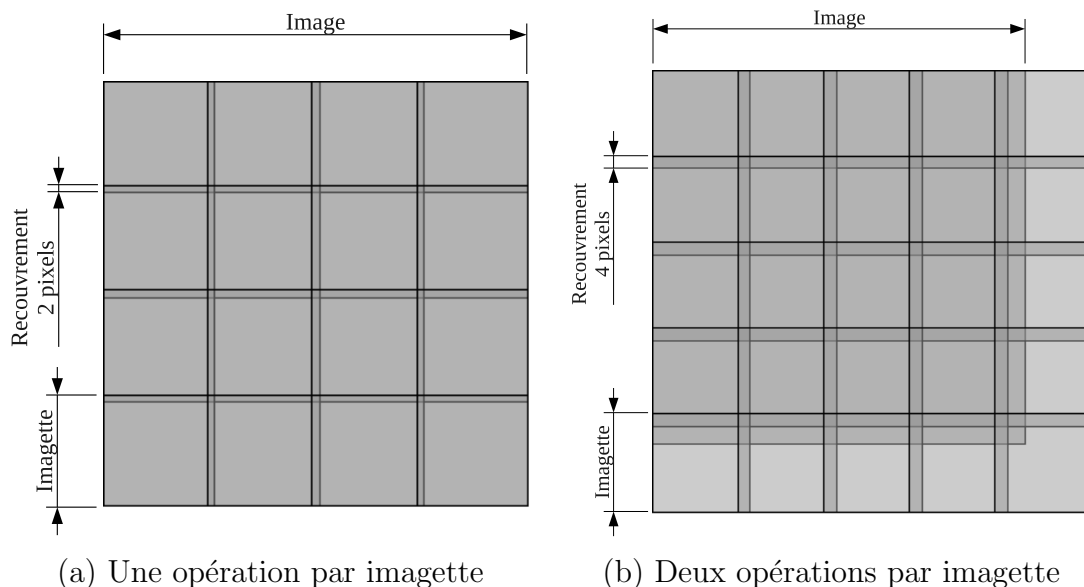 Image
Recouvrement
2 pixels
Imagette
(a) Une opération par imagette
Image
Recouvrement
4 pixels
Imagette
(b) Deux opérations par imagette